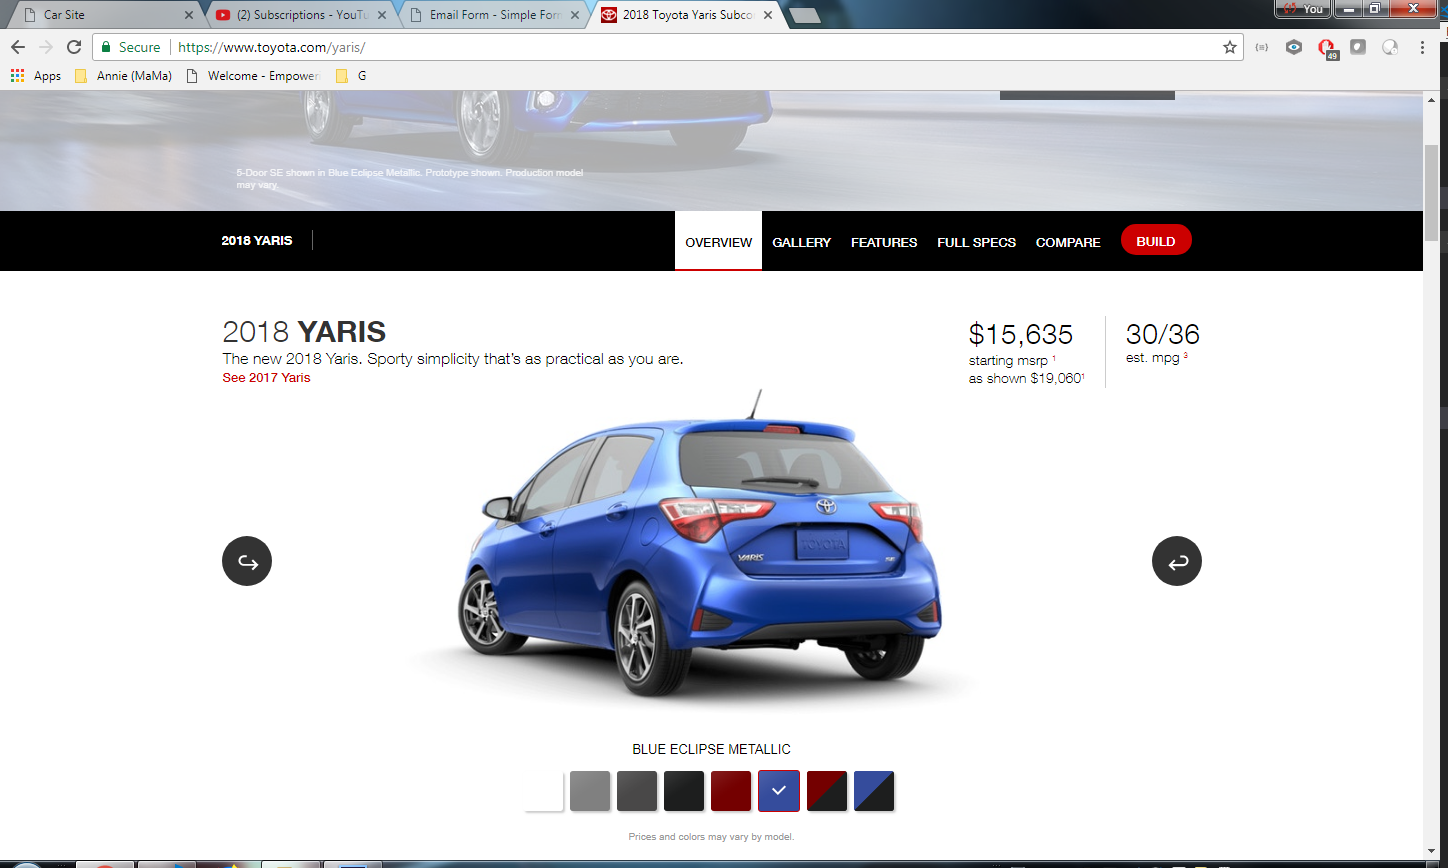 Car Site
(2) Subscriptions - YouTu
Email Form - Simple Form
2018 Toyota Yaris Subco
You
Secure
https://www.toyota.com/yaris/
49
Apps
Annie (MaMa)
Welcome - Empower
G
5-Door SE shown in Blue Eclipse Metallic. Prototype shown. Production model
may vary.
2018 YARIS
OVERVIEW
GALLERY
FEATURES
FULL SPECS
COMPARE
BUILD
2018 YARIS
The new 2018 Yaris. Sporty simplicity that's as practical as you are.
See 2017 Yaris
$15,635
starting msrp 1
as shown $19,0601
30/36
est. mpg 3
YARIS
TOYOTA
SE
BLUE ECLIPSE METALLIC
Prices and colors may vary by model.